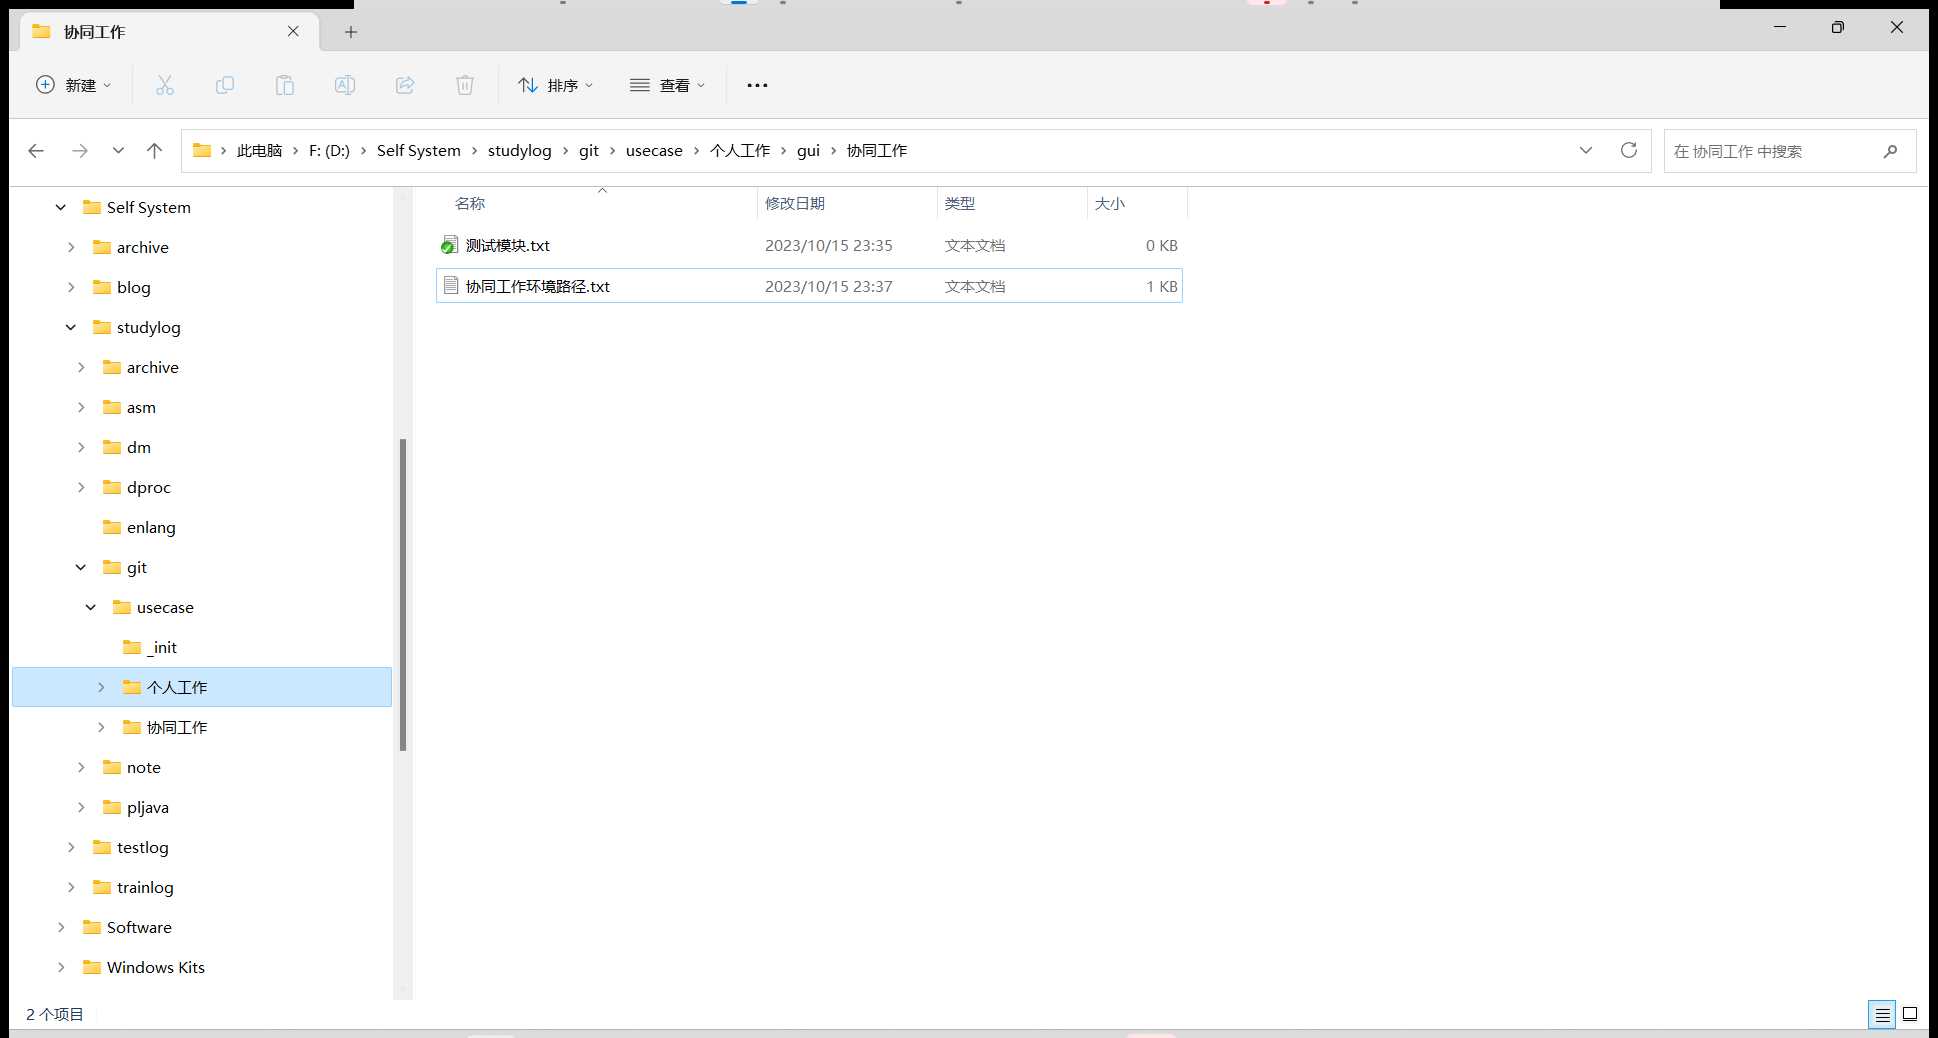 协同工作
新建
排序
查看
此电脑 F: (D:) Self System studylog git usecase 个人工作 gui 协同工作
在 协同工作 中搜索
名称 修改日期 类型 大小
测试模块.txt 2023/10/15 23:35 文本文档 0 KB
协同工作环境路径.txt 2023/10/15 23:37 文本文档 1 KB
Self System
archive
blog
studylog
archive
asm
dm
dproc
enlang
git
usecase
_init
个人工作
协同工作
note
pljava
testlog
trainlog
Software
Windows Kits
2 个项目